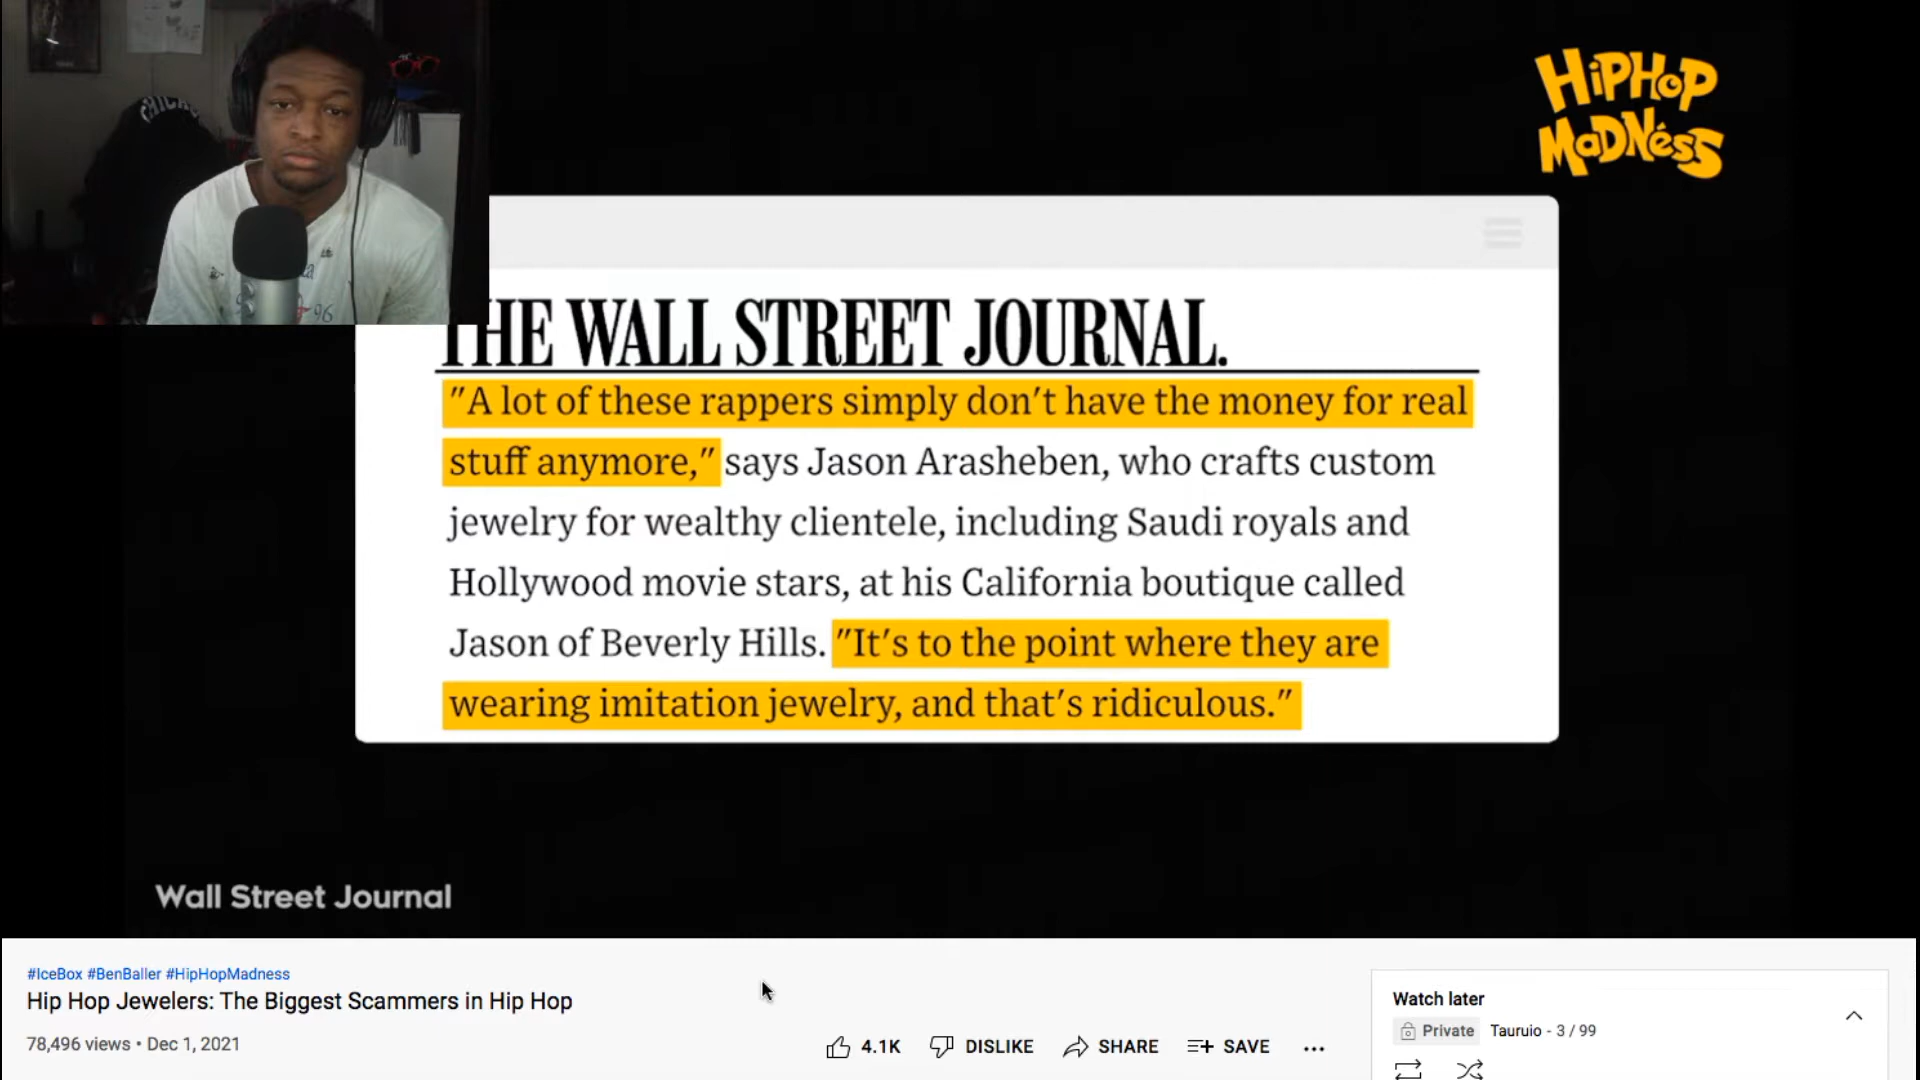 HiPHoP
MaDNéss
THE WALL STREET JOURNAL.
"A lot of these rappers simply don't have the money for real
stuff anymore," says Jason Arasheben, who crafts custom
jewelry for wealthy clientele, including Saudi royals and
Hollywood movie stars, at his California boutique called
Jason of Beverly Hills. "It's to the point where they are
wearing imitation jewelry, and that's ridiculous."
Wall Street Journal
#IceBox #BenBaller #HipHopMadness
Hip Hop Jewelers: The Biggest Scammers in Hip Hop
78,496 views • Dec 1, 2021
4.1K DISLIKE SHARE SAVE
Watch later
Private Tauruio - 3 / 99
96